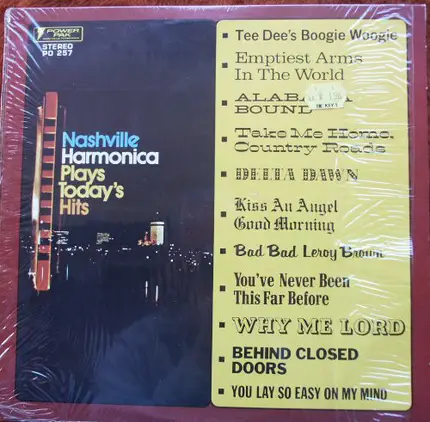 POWER
PAK
STEREO
PO 257
Nashville
Harmonica
Plays
Today's
Hits
Tee Dee's Boogie Woogie
Emptiest Arms
In The World
BOUND
Take Me Home,
Country Roads
DELTA DAWN
Kiss An Angel
Good Morning
Bad Bad Leroy Brown
You've Never Been
This Far Before
WHY ME LORD
BEHIND CLOSED
DOORS
YOU LAY SO EASY ON MY MIND